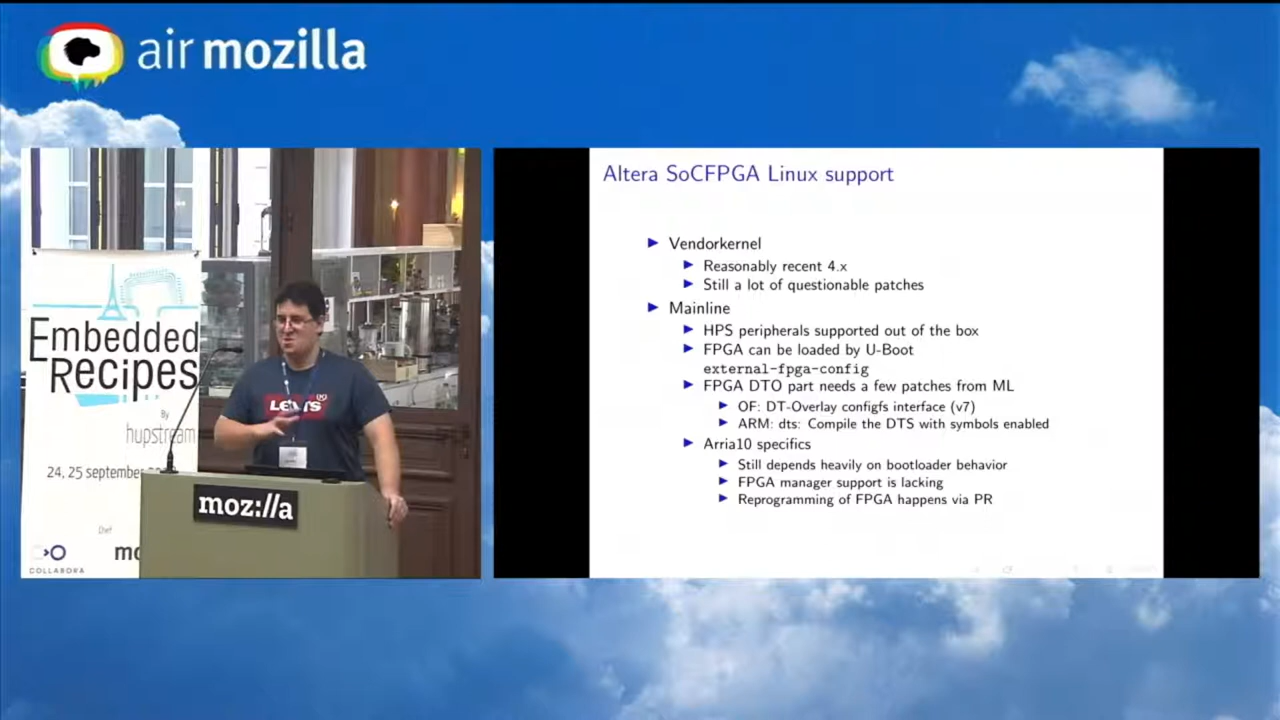 air mozilla
Embedded
Recipes
By
hupstream
24, 25 september
Chef
COLLABORA
LEVI'S
moz://a
Altera SoCFPGA Linux support
Vendorkernel
Reasonably recent 4.x
Still a lot of questionable patches
Mainline
HPS peripherals supported out of the box
FPGA can be loaded by U-Boot
external-fpga-config
FPGA DTO part needs a few patches from ML
OF: DT-Overlay configfs interface (v7)
ARM: dts: Compile the DTS with symbols enabled
Arria10 specifics
Still depends heavily on bootloader behavior
FPGA manager support is lacking
Reprogramming of FPGA happens via PR